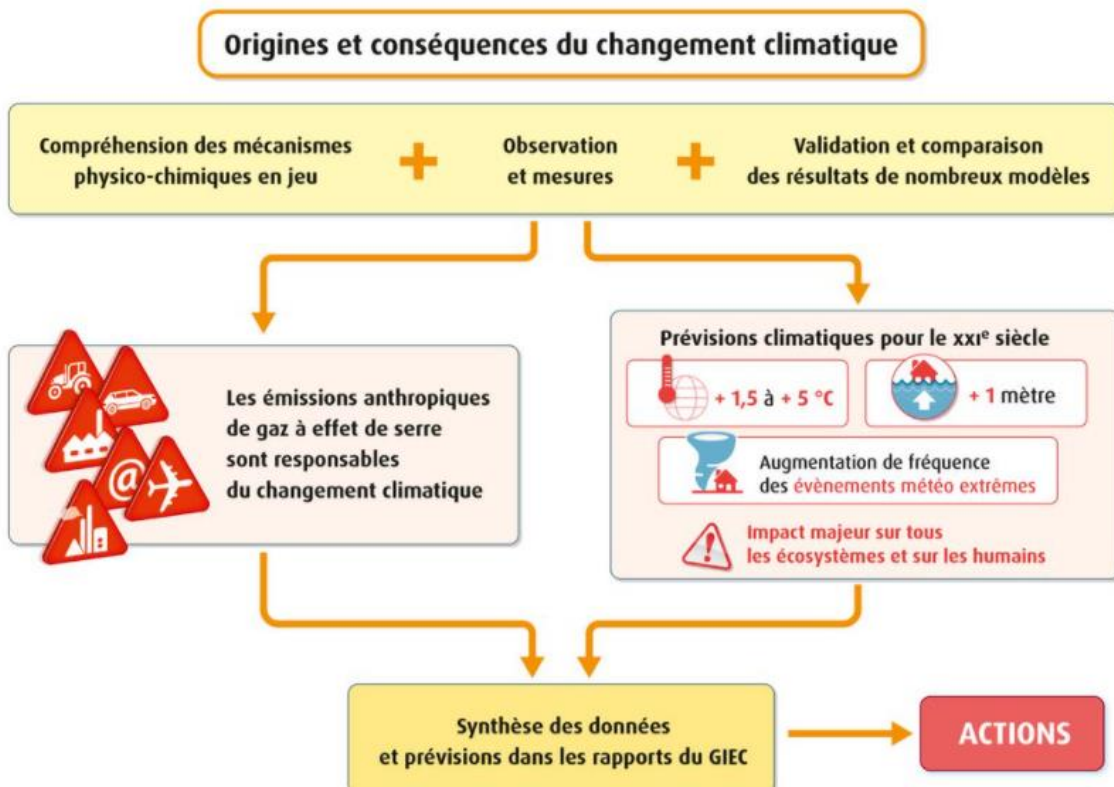 Origines et conséquences du changement climatique
Compréhension des mécanismes
physico-chimiques en jeu
+
Observation
et mesures
+
Validation et comparaison
des résultats de nombreux modèles
@
Les émissions anthropiques
de gaz à effet de serre
sont responsables
du changement climatique
Prévisions climatiques pour le XXIe siècle
+ 1,5 à + 5 °C
+ 1 mètre
Augmentation de fréquence
des évènements météo extrêmes
!
Impact majeur sur tous
les écosystèmes et sur les humains
Synthèse des données
et prévisions dans les rapports du GIEC
ACTIONS